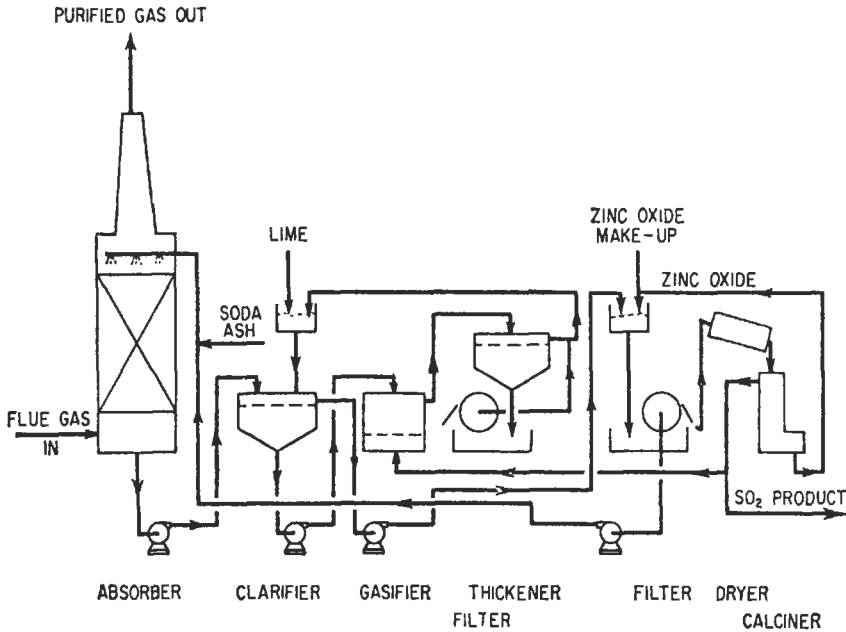 PURIFIED GAS OUT
LIME
ZINC OXIDE
MAKE-UP
ZINC OXIDE
SODA
ASH
FLUE GAS
IN
SO₂ PRODUCT
ABSORBER
CLARIFIER
GASIFIER
THICKENER
FILTER
FILTER
DRYER
CALCINER